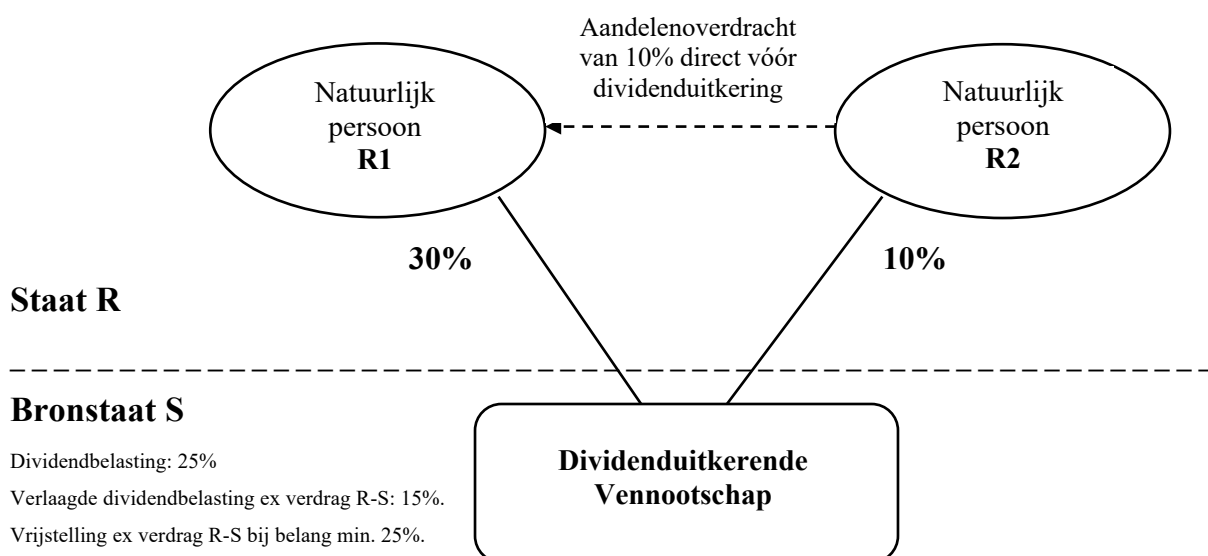 Aandelenoverdracht
van 10% direct vóór
dividenduitkering
Natuurlijk
persoon
R1
Natuurlijk
persoon
R2
30%
10%
Staat R
Bronstaat S
Dividendbelasting: 25%
Verlaagde dividendbelasting ex verdrag R-S: 15%.
Vrijstelling ex verdrag R-S bij belang min. 25%.
Dividenduitkerende
Vennootschap